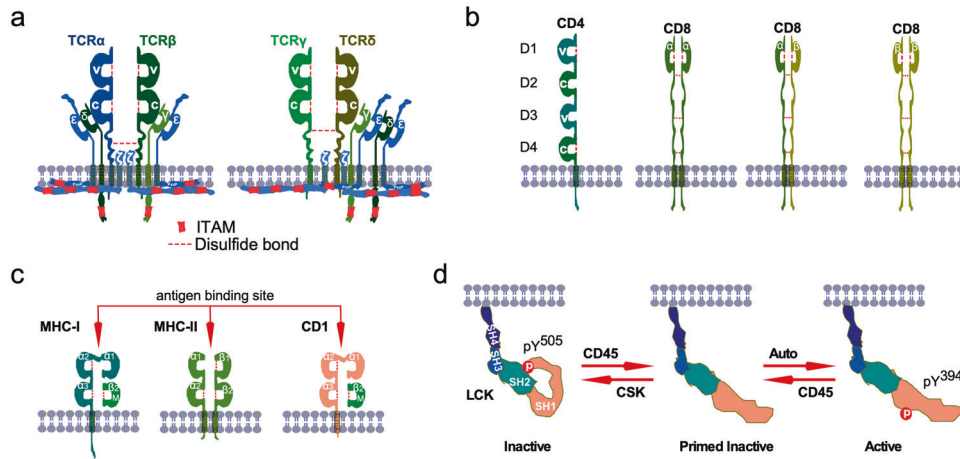 a
TCRα TCRβ TCRγ TCRδ
V V V V
C C C C
ε δ γ ε ε γ δ ε
ζ ζ ζ ζ
ITAM
Disulfide bond
b
CD4 CD8 CD8 CD8
D1 V α α α β β β
D2 C
D3 V
D4 C
c
antigen binding site
MHC-I MHC-II CD1
α2 α1 α1 β1 α2 α1
α3 β2 M α2 β2 α3 β2 M
d
SH4
SH3
SH2
SH1
LCK
p
pY505
CD45
CSK
Auto
CD45
pY394
p
Inactive Primed Inactive Active